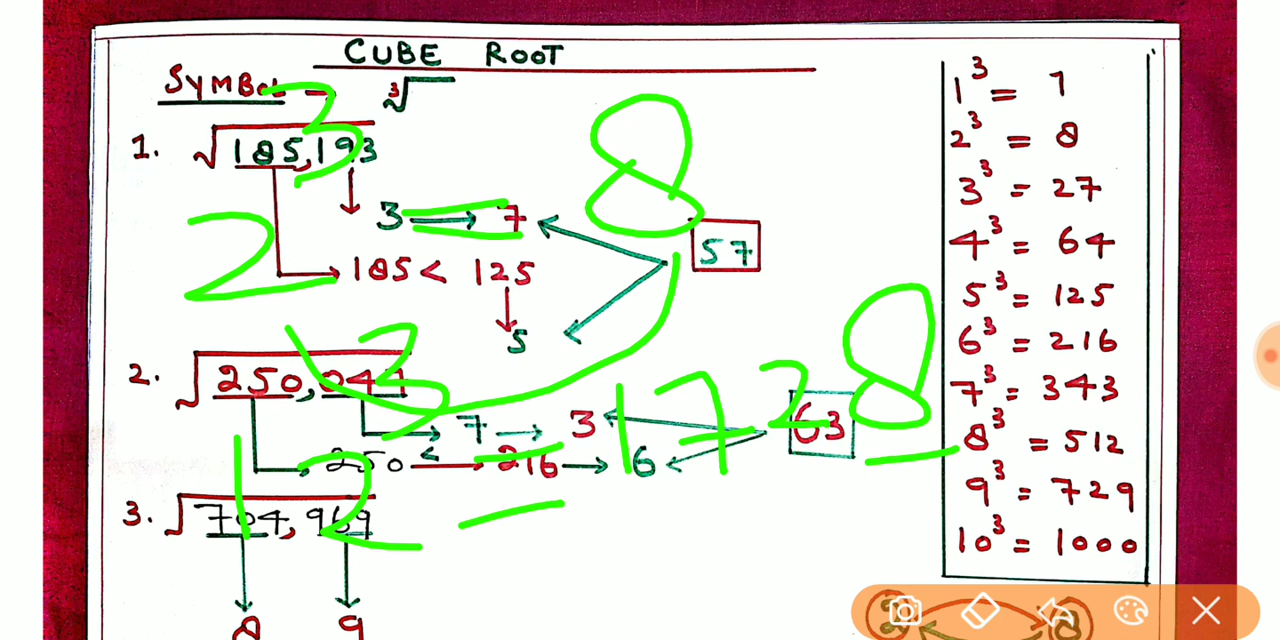 CUBE ROOT
SYMBOL - ∛
1. √185,193
3 → 7
57
185 < 125
5
2. √250,047
7 → 3
63
250 < 216 → 6
3. √704,969
8 9
1³ = 1
2³ = 8
3³ = 27
4³ = 64
5³ = 125
6³ = 216
7³ = 343
8³ = 512
9³ = 729
10³ = 1000
3
2
8
3
8
1728
12